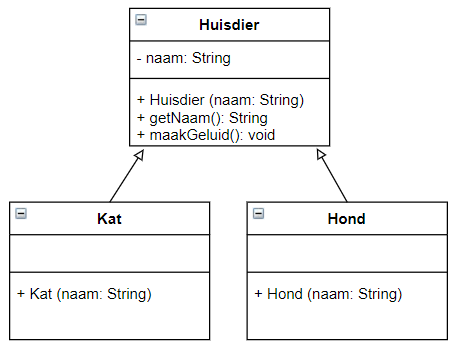 Huisdier
- naam: String
+ Huisdier (naam: String)
+ getNaam(): String
+ maakGeluid(): void
Kat
+ Kat (naam: String)
Hond
+ Hond (naam: String)